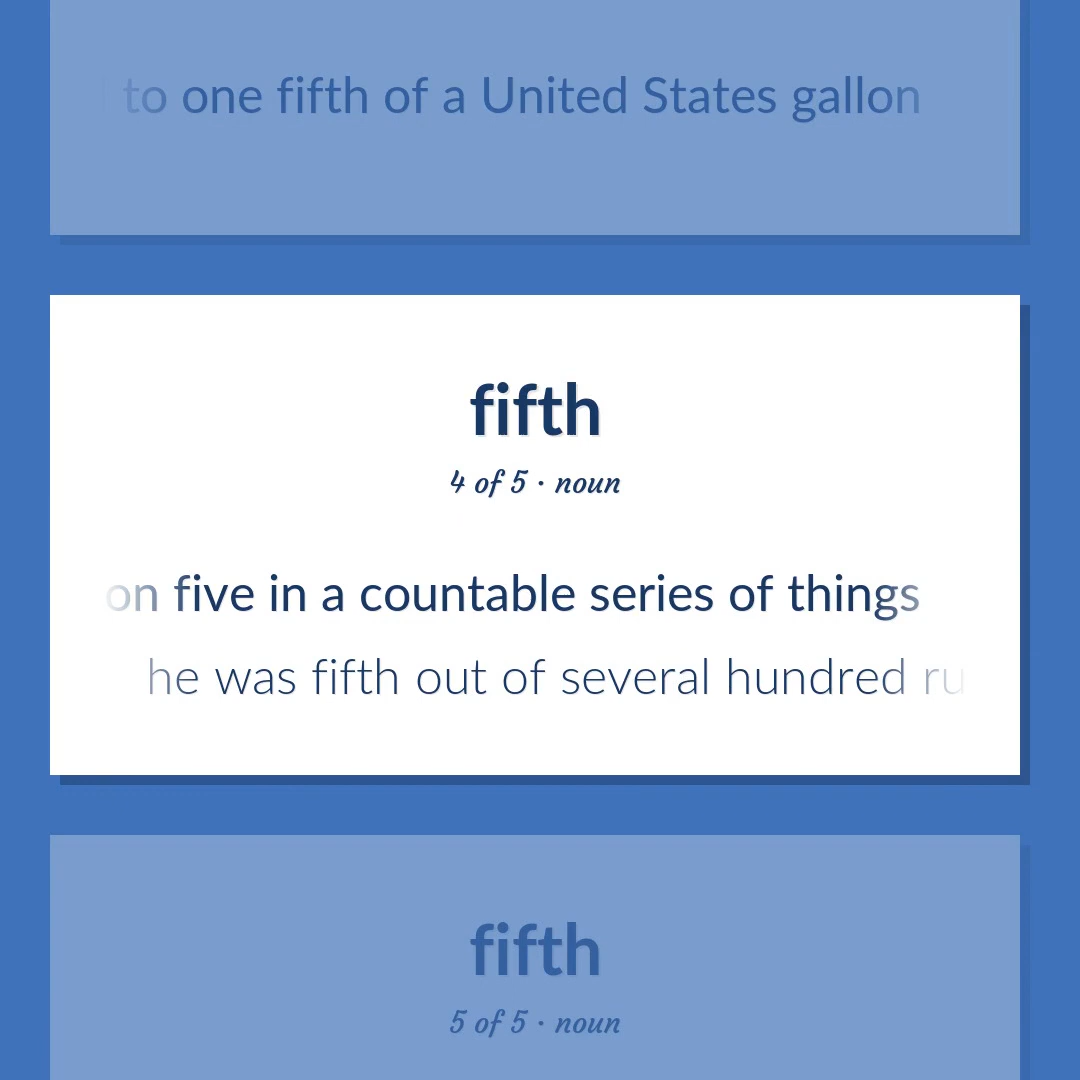 to one fifth of a United States gallon
fifth
4 of 5 · noun
on five in a countable series of things
he was fifth out of several hundred ru
fifth
5 of 5 · noun